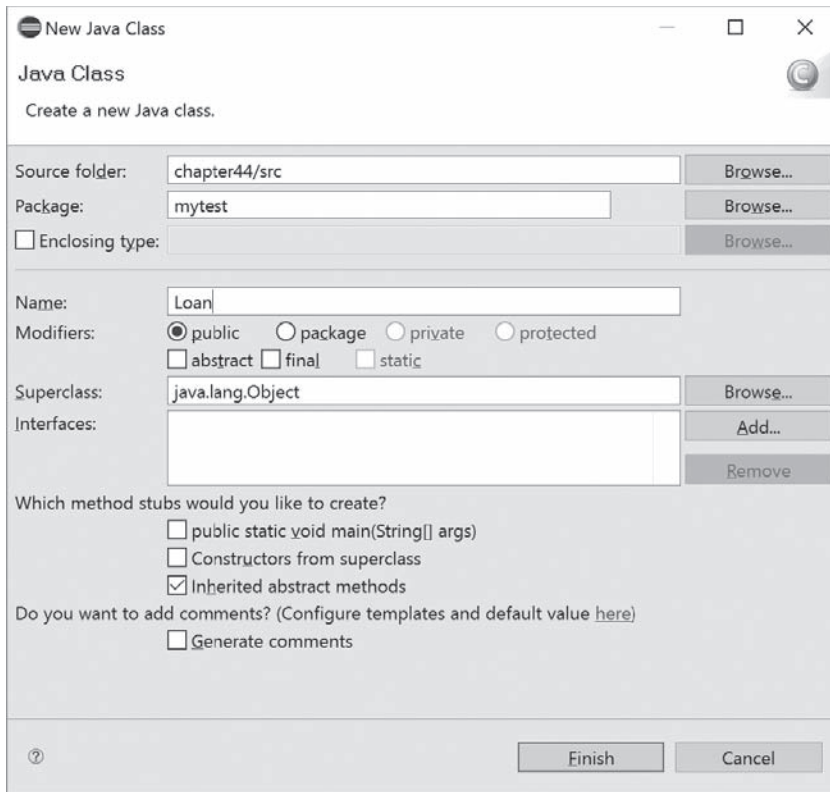 New Java Class
Java Class
Create a new Java class.
Source folder: chapter44/src Browse...
Package: mytest Browse...
Enclosing type: Browse...
Name: Loan
Modifiers: public package private protected
abstract final static
Superclass: java.lang.Object Browse...
Interfaces: Add...
Remove
Which method stubs would you like to create?
public static void main(String[] args)
Constructors from superclass
Inherited abstract methods
Do you want to add comments? (Configure templates and default value here)
Generate comments
? Finish Cancel